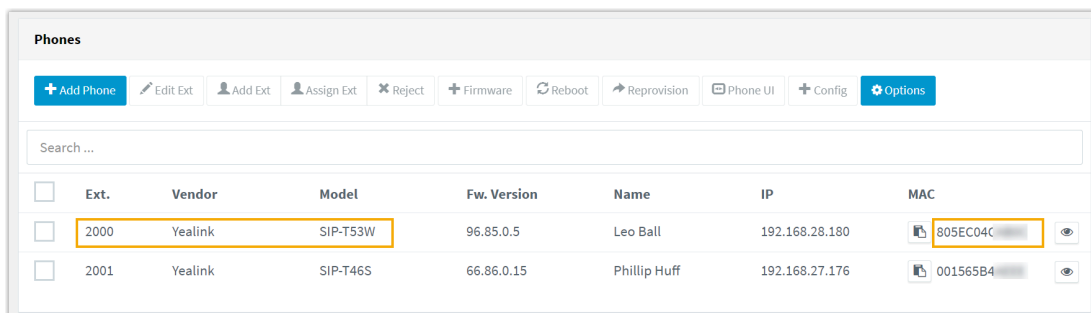 Phones
Add Phone Edit Ext Add Ext Assign Ext Reject Firmware Reboot Reprovision Phone UI Config Options
Search ...
Ext. Vendor Model Fw. Version Name IP MAC
2000 Yealink SIP-T53W 96.85.0.5 Leo Ball 192.168.28.180
2001 Yealink SIP-T46S 66.86.0.15 Phillip Huff 192.168.27.176